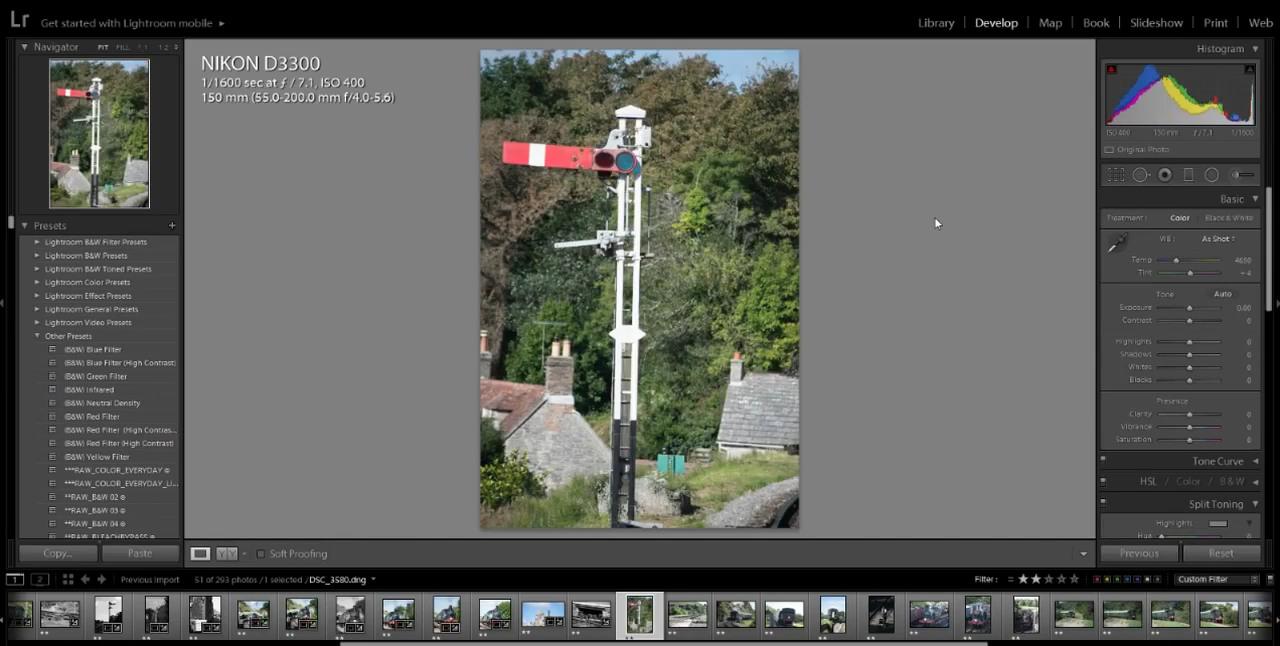 Lr Get started with Lightroom mobile
Library | Develop | Map | Book | Slideshow | Print | Web
Navigator FIT FILL 1:1 1:2
NIKON D3300
1/1600 sec at ƒ / 7.1, ISO 400
150 mm (55.0-200.0 mm f/4.0-5.6)
Presets +
Lightroom B&W Filter Presets
Lightroom B&W Presets
Lightroom B&W Toned Presets
Lightroom Color Presets
Lightroom Effect Presets
Lightroom General Presets
Lightroom Video Presets
Other Presets
(B&W) Blue Filter
(B&W) Blue Filter (High Contrast)
(B&W) Green Filter
(B&W) Infrared
(B&W) Neutral Density
(B&W) Red Filter
(B&W) Red Filter (High Contras...
(B&W) Red Filter (High Contrast)
(B&W) Yellow Filter
***RAW_COLOR_EVERYDAY
***RAW_COLOR_EVERYDAY_LI...
**RAW_B&W 02
**RAW_B&W 03
**RAW_B&W 04
**RAW_BLEACHBYPASS
Copy... Paste
Soft Proofing
Histogram
ISO 400 150 mm ƒ / 7.1 1/1600
Original Photo
Basic
Treatment: Color Black & White
WB: As Shot
Temp 4650
Tint + 4
Tone Auto
Exposure 0.00
Contrast 0
Highlights 0
Shadows 0
Whites 0
Blacks 0
Presence
Clarity 0
Vibrance 0
Saturation 0
Tone Curve
HSL / Color / B&W
Split Toning
Highlights
Hue
Previous Reset
1 2 Previous Import 51 of 293 photos / 1 selected / DSC_3580.dng Filter: Custom Filter